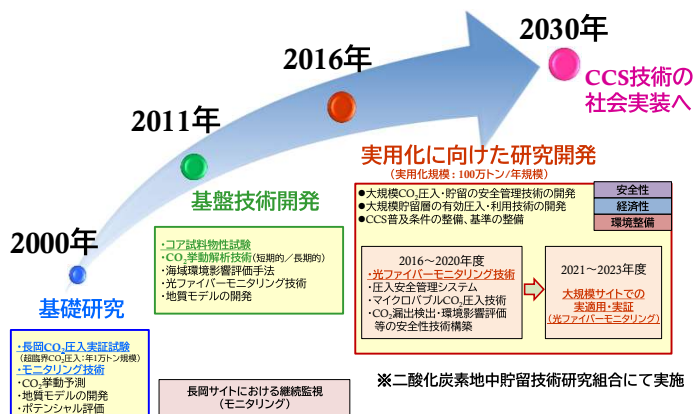 2030年
CCS技術の
社会実装へ
2016年
2011年
実用化に向けた研究開発
（実用化規模：100万トン/年規模）
●大規模CO₂圧入・貯留の安全管理技術の開発
●大規模貯留層の有効圧入・利用技術の開発
●CCS普及条件の整備、基準の整備
安全性
経済性
環境整備
2016～2020年度
・光ファイバーモニタリング技術
・圧入安全管理システム
・マイクロバブルCO₂圧入技術
・CO₂漏出検出・環境影響評価
等の安全性技術構築
2021～2023年度
大規模サイトでの
実適用・実証
（光ファイバーモニタリング）
基盤技術開発
・コア試料物性試験
・CO₂挙動解析技術(短期的／長期的)
・海域環境影響評価手法
・光ファイバーモニタリング技術
・地質モデルの開発
2000年
基礎研究
・長岡CO₂圧入実証試験
（超臨界CO₂圧入：年1万トン規模）
・モニタリング技術
・CO₂挙動予測
・地質モデルの開発
・ポテンシャル評価
長岡サイトにおける継続監視
（モニタリング）
※二酸化炭素地中貯留技術研究組合にて実施